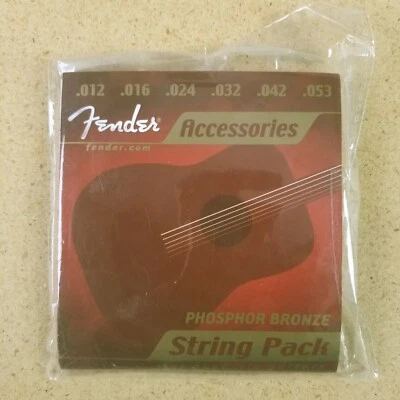 .012 .016 .024 .032 .042 .053
Fender® Accessories
fender.com
PHOSPHOR BRONZE
String Pack